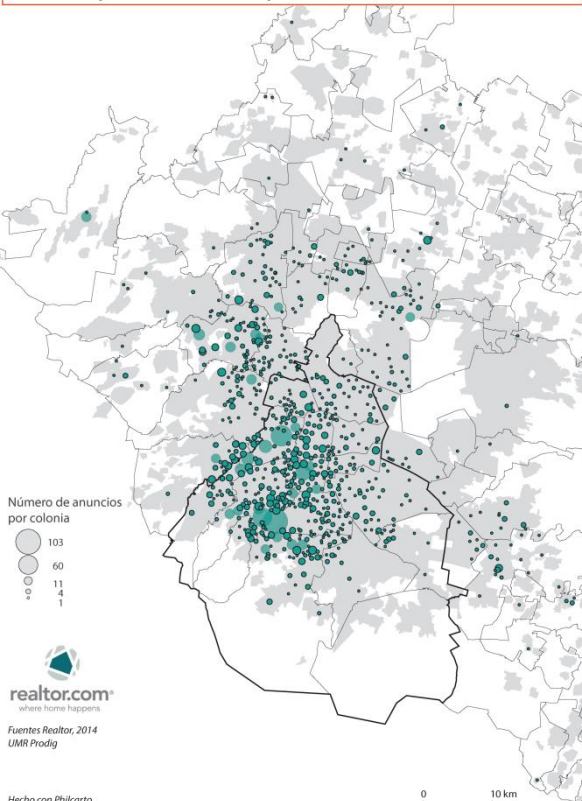 Número de anuncios
por colonia
103
60
11
4
1
realtor.com®
where home happens
Fuentes Realtor, 2014
UMR Prodig
Hecho con Philcarto
0 10 km